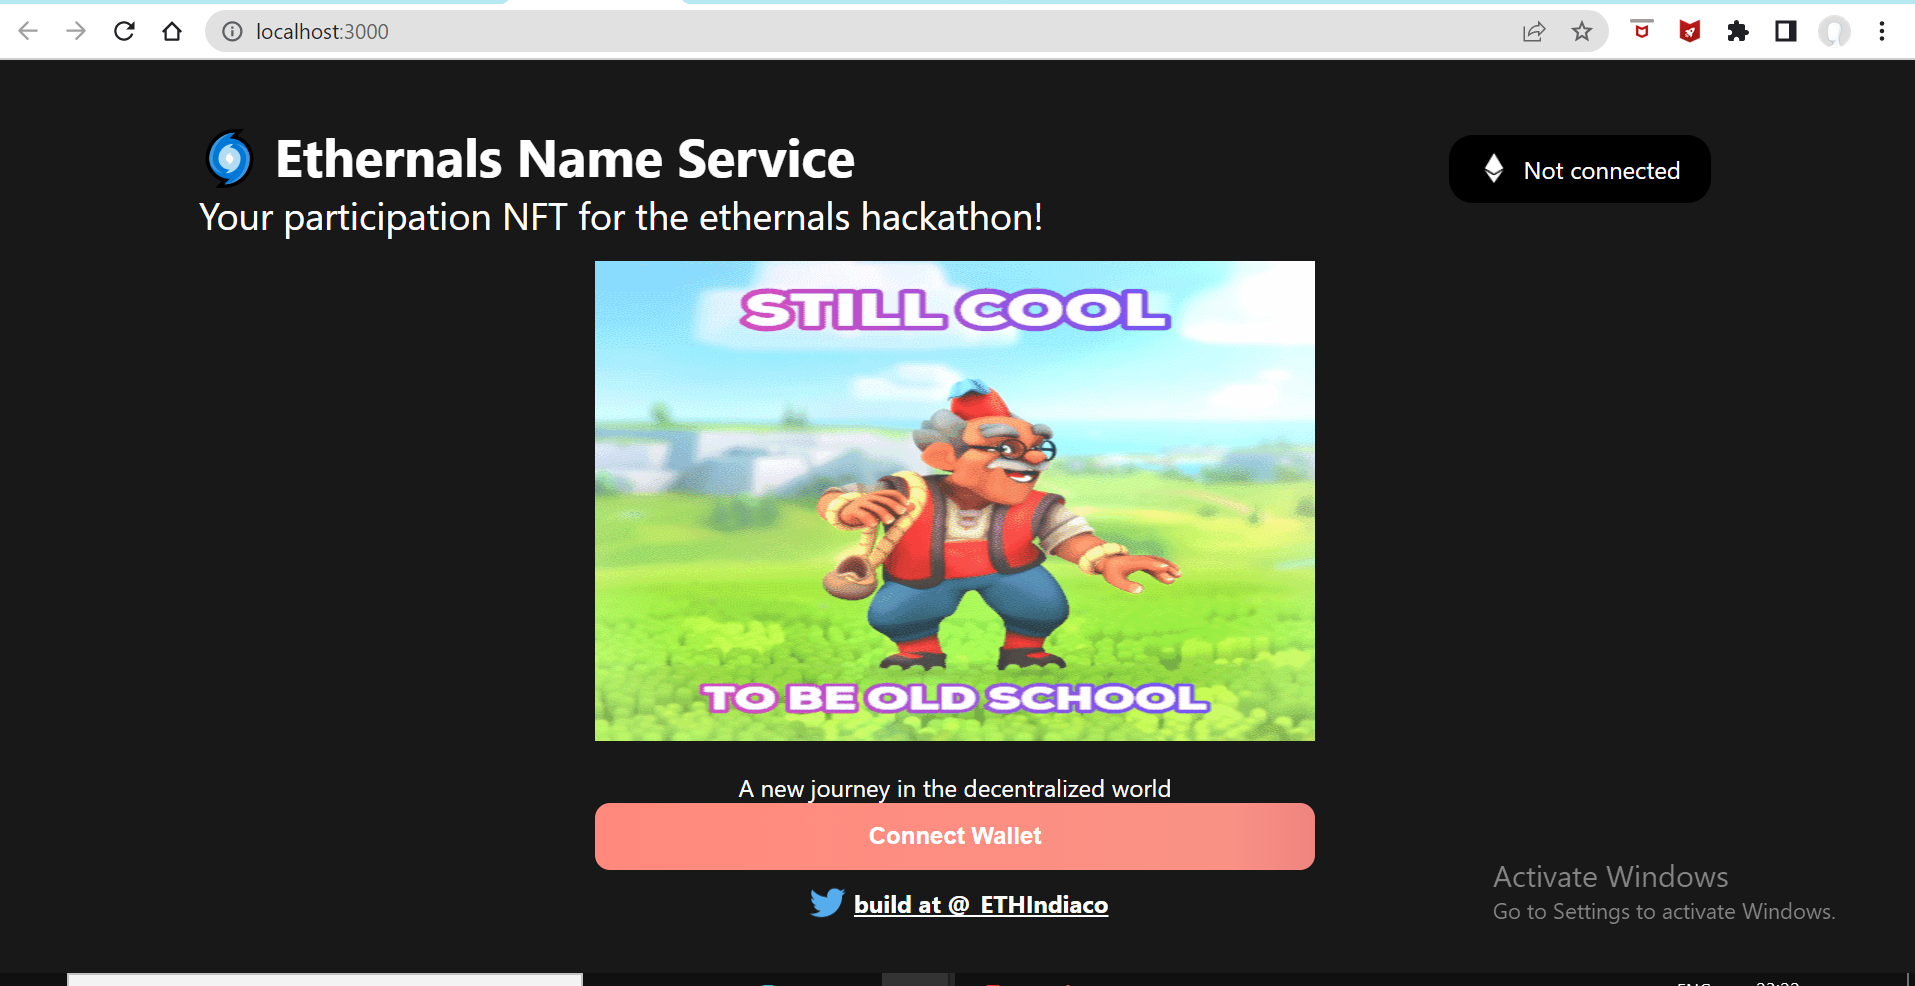 localhost:3000
Ethernals Name Service
Not connected
Your participation NFT for the ethernals hackathon!
STILL COOL
TO BE OLD SCHOOL
A new journey in the decentralized world
Connect Wallet
build at @_ETHIndiaco
Activate Windows
Go to Settings to activate Windows.